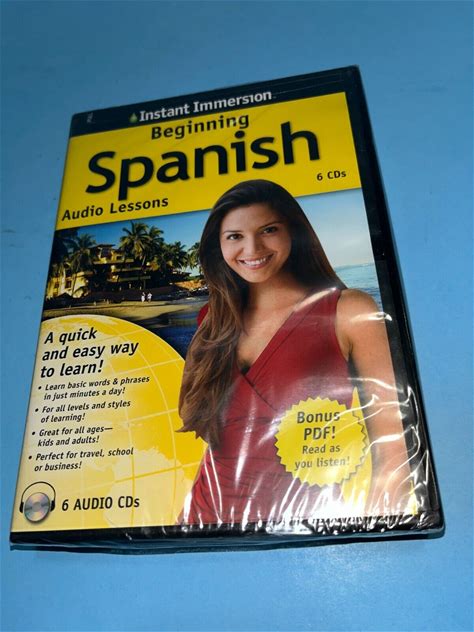 Instant Immersion
Beginning
Spanish
Audio Lessons
6 CDs
A quick
and easy way
to learn!
• Learn basic words & phrases
in just minutes a day!
• For all levels and styles
of learning!
• Great for all ages—
kids and adults!
• Perfect for travel, school
or business!
Bonus
PDF!
Read as
you listen!
6 AUDIO CDs